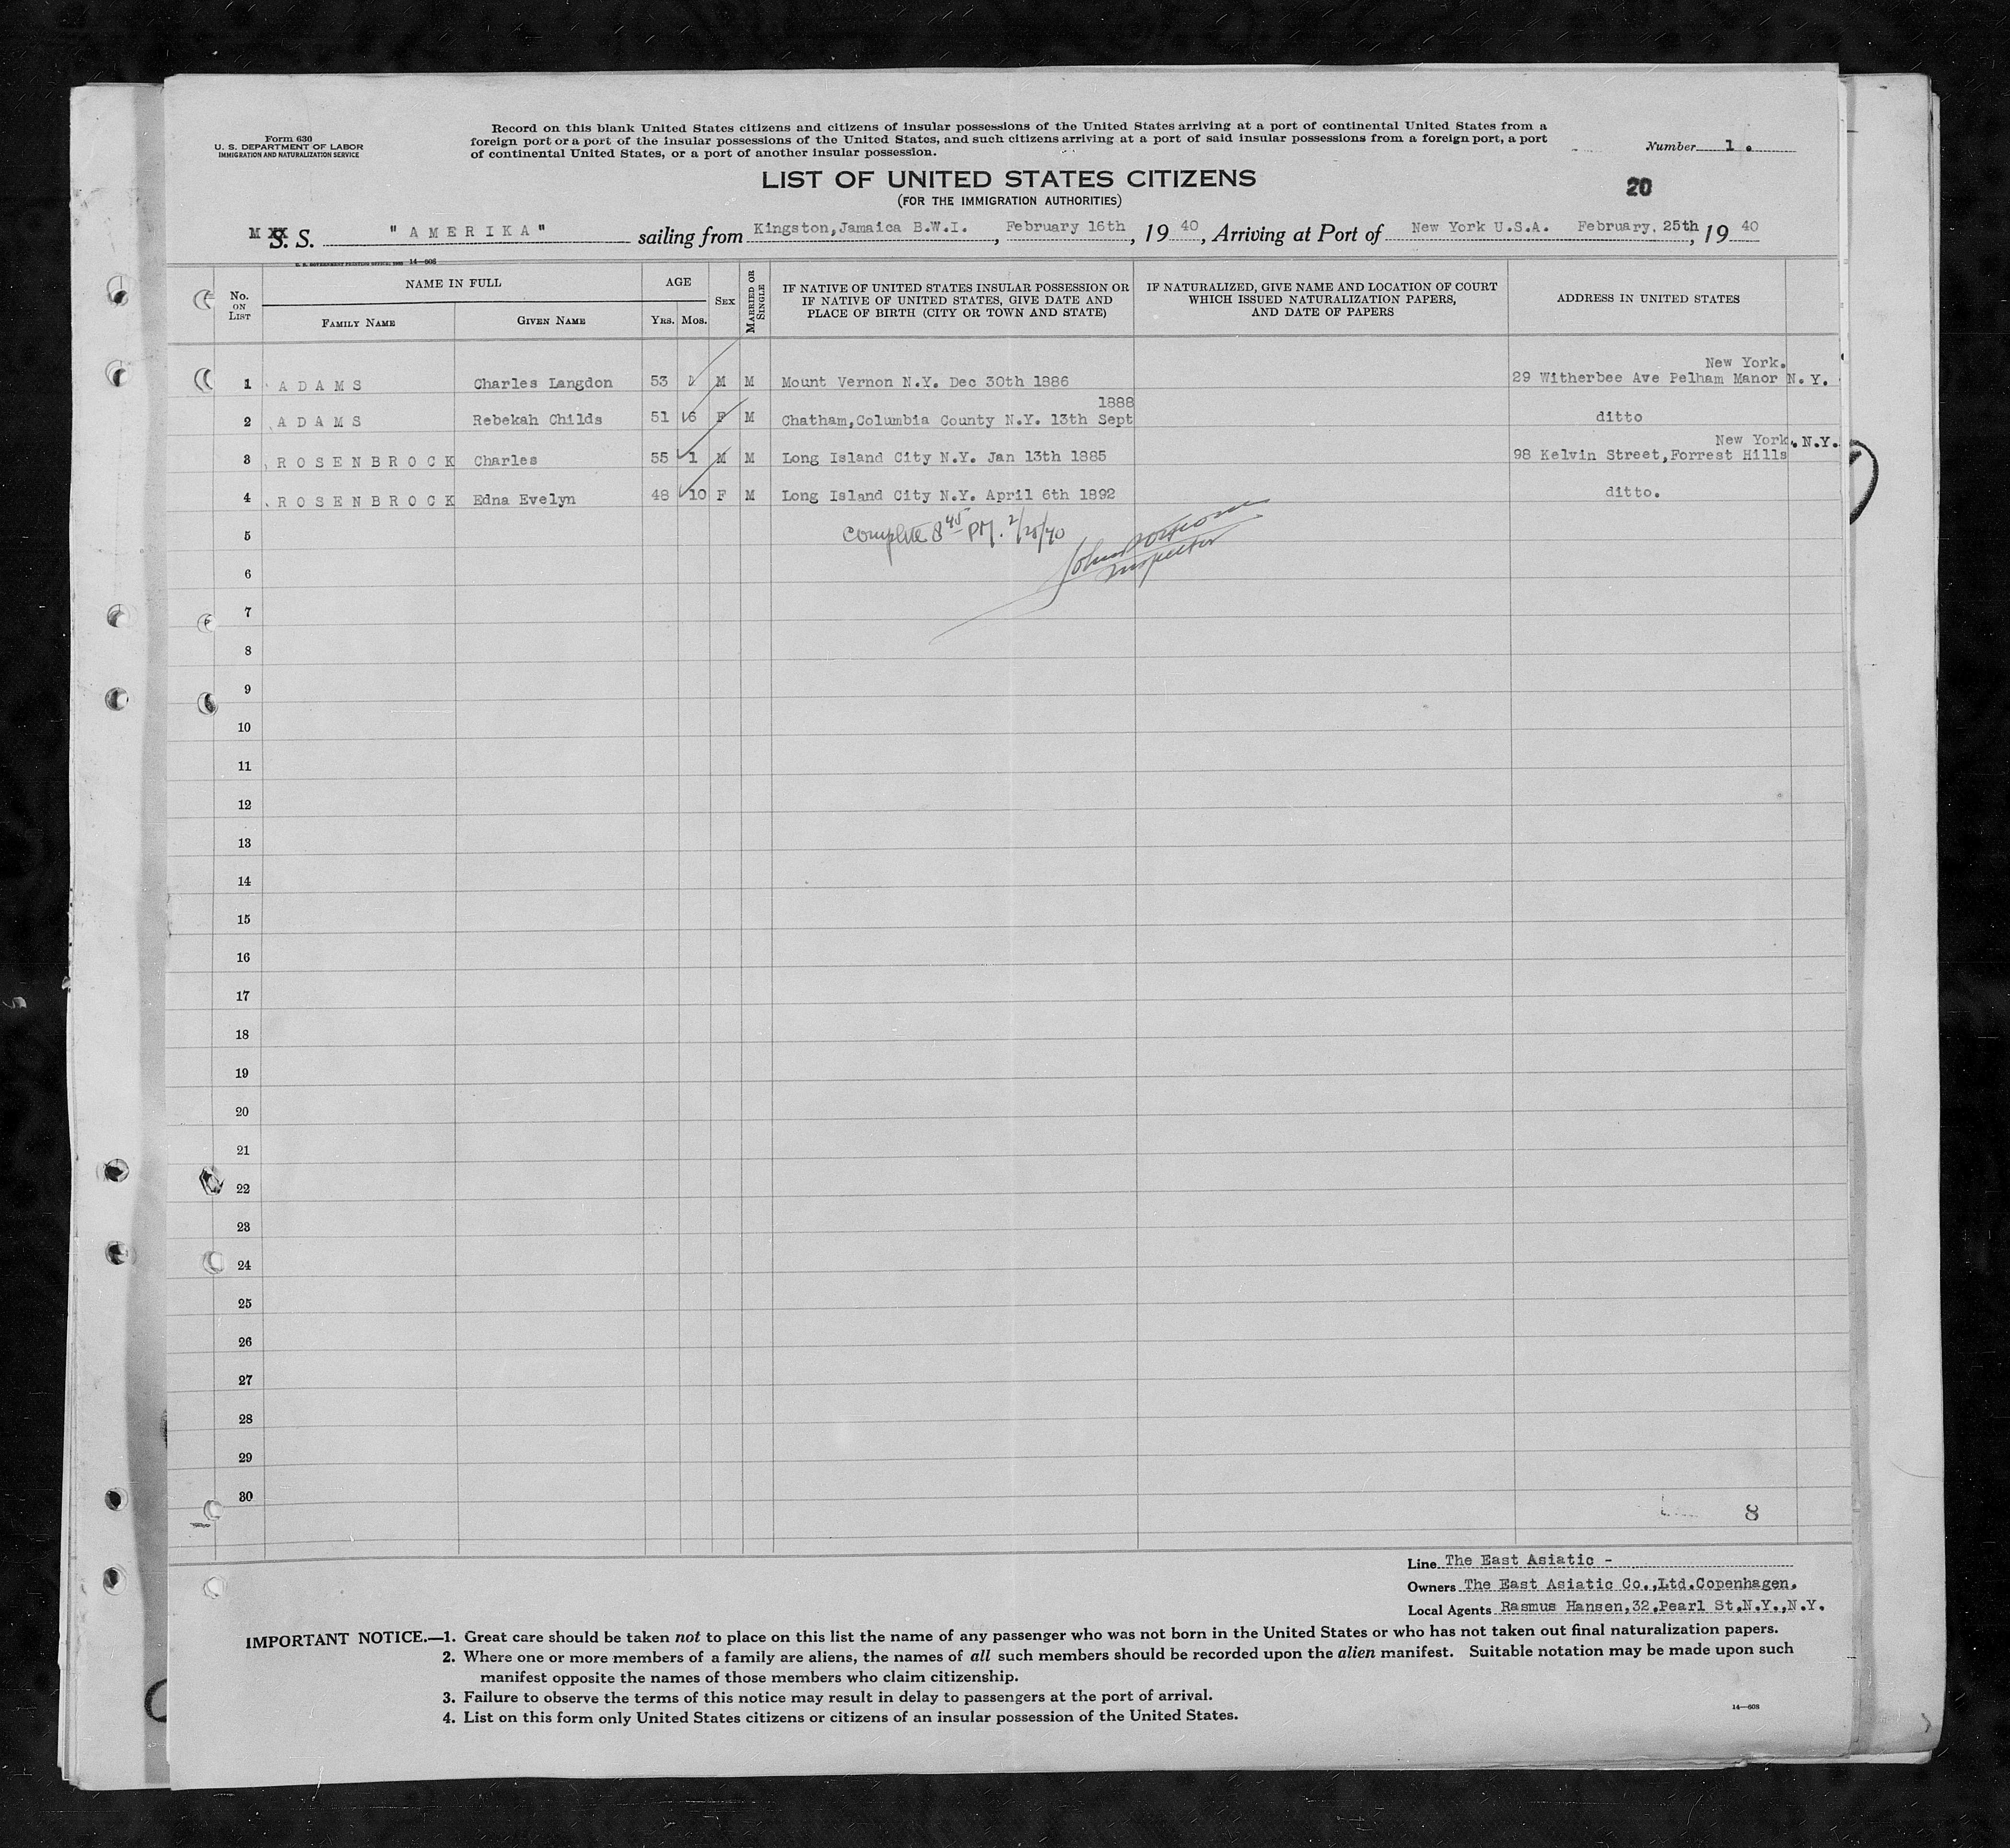 Form 630
U. S. DEPARTMENT OF LABOR
IMMIGRATION AND NATURALIZATION SERVICE
Record on this blank United States citizens and citizens of insular possessions of the United States arriving at a port of continental United States from a
foreign port or a port of the insular possessions of the United States, and such citizens arriving at a port of said insular possessions from a foreign port, a port
of continental United States, or a port of another insular possession.
Number 1.
LIST OF UNITED STATES CITIZENS
(FOR THE IMMIGRATION AUTHORITIES)
20
M S. S. "AMERIKA" sailing from Kingston,Jamaica B.W.I., February 16th, 1940, Arriving at Port of New York U.S.A. February, 25th, 1940
No. ON LIST
NAME IN FULL
FAMILY NAME
GIVEN NAME
AGE
YRS. MOS.
SEX
MARRIED OR SINGLE
IF NATIVE OF UNITED STATES INSULAR POSSESSION OR
IF NATIVE OF UNITED STATES, GIVE DATE AND
PLACE OF BIRTH (CITY OR TOWN AND STATE)
IF NATURALIZED, GIVE NAME AND LOCATION OF COURT
WHICH ISSUED NATURALIZATION PAPERS,
AND DATE OF PAPERS
ADDRESS IN UNITED STATES
New York.
1 ADAMS Charles Langdon 53 M M Mount Vernon N.Y. Dec 30th 1886 29 Witherbee Ave Pelham Manor N.Y.
1888
2 ADAMS Rebekah Childs 51 6 F M Chatham,Columbia County N.Y. 13th Sept ditto
New York. N.Y.
3 ROSENBROCK Charles 55 1 M M Long Island City N.Y. Jan 13th 1885 98 Kelvin Street,Forrest Hills
4 ROSENBROCK Edna Evelyn 48 10 F M Long Island City N.Y. April 6th 1892 ditto.
5 Complete 8 45 PM. 2/25/40
6 Inspector
7
8
9
10
11
12
13
14
15
16
17
18
19
20
21
22
23
24
25
26
27
28
29
30
8
Line The East Asiatic -
Owners The East Asiatic Co.,Ltd.Copenhagen.
Local Agents Rasmus Hansen,32,Pearl St,N.Y.,N.Y.
IMPORTANT NOTICE.—1. Great care should be taken not to place on this list the name of any passenger who was not born in the United States or who has not taken out final naturalization papers.
2. Where one or more members of a family are aliens, the names of all such members should be recorded upon the alien manifest. Suitable notation may be made upon such
manifest opposite the names of those members who claim citizenship.
3. Failure to observe the terms of this notice may result in delay to passengers at the port of arrival.
4. List on this form only United States citizens or citizens of an insular possession of the United States.
14—608